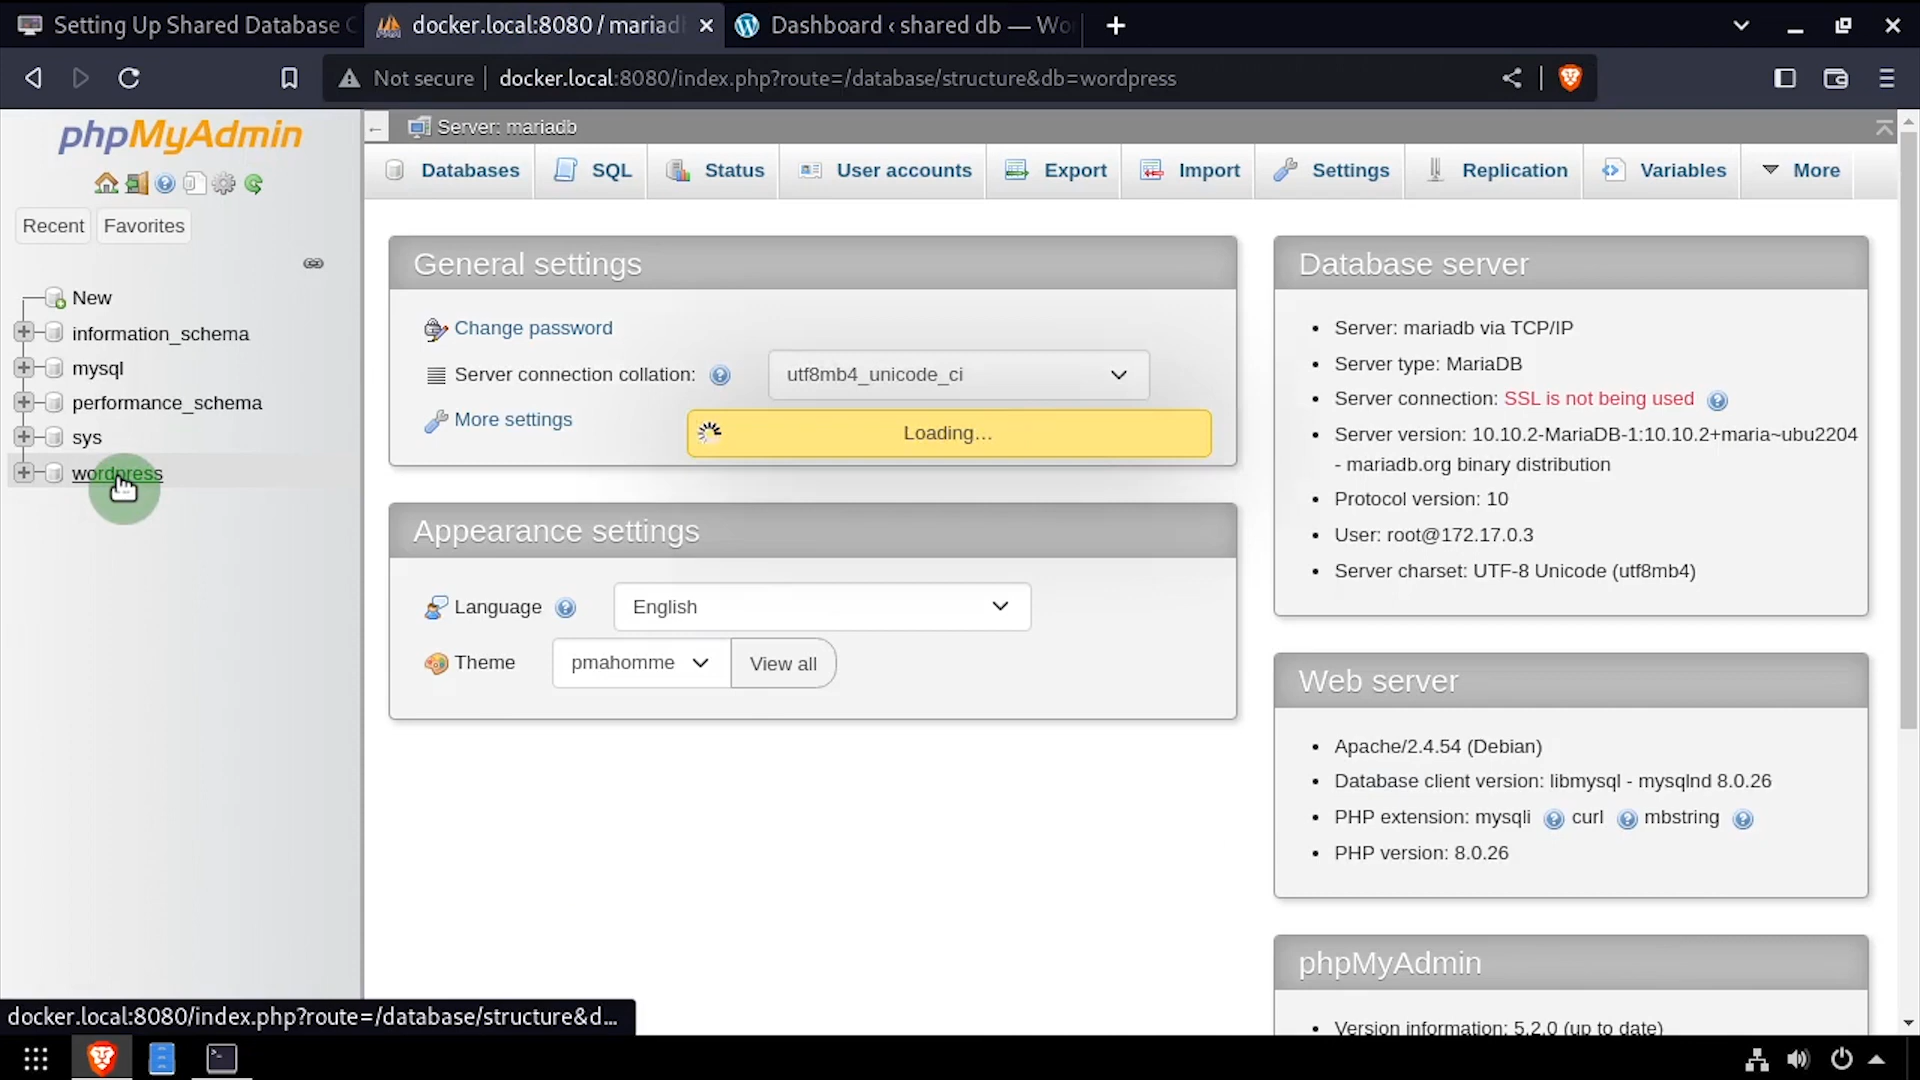 Setting Up Shared Database C
docker.local:8080 / mariad
Dashboard ‹ shared db — Wo
Not secure
docker.local:8080/index.php?route=/database/structure&db=wordpress
phpMyAdmin
Recent
Favorites
New
information_schema
mysql
performance_schema
sys
wordpress
Server: mariadb
Databases
SQL
Status
User accounts
Export
Import
Settings
Replication
Variables
More
General settings
Change password
Server connection collation:
utf8mb4_unicode_ci
More settings
Loading…
Appearance settings
Language
English
Theme
pmahomme
View all
Database server
Server: mariadb via TCP/IP
Server type: MariaDB
Server connection: SSL is not being used
Server version: 10.10.2-MariaDB-1:10.10.2+maria~ubu2204
- mariadb.org binary distribution
Protocol version: 10
User: root@172.17.0.3
Server charset: UTF-8 Unicode (utf8mb4)
Web server
Apache/2.4.54 (Debian)
Database client version: libmysql - mysqlnd 8.0.26
PHP extension: mysqli curl mbstring
PHP version: 8.0.26
phpMyAdmin
Version information: 5.2.0 (up to date)
docker.local:8080/index.php?route=/database/structure&d...